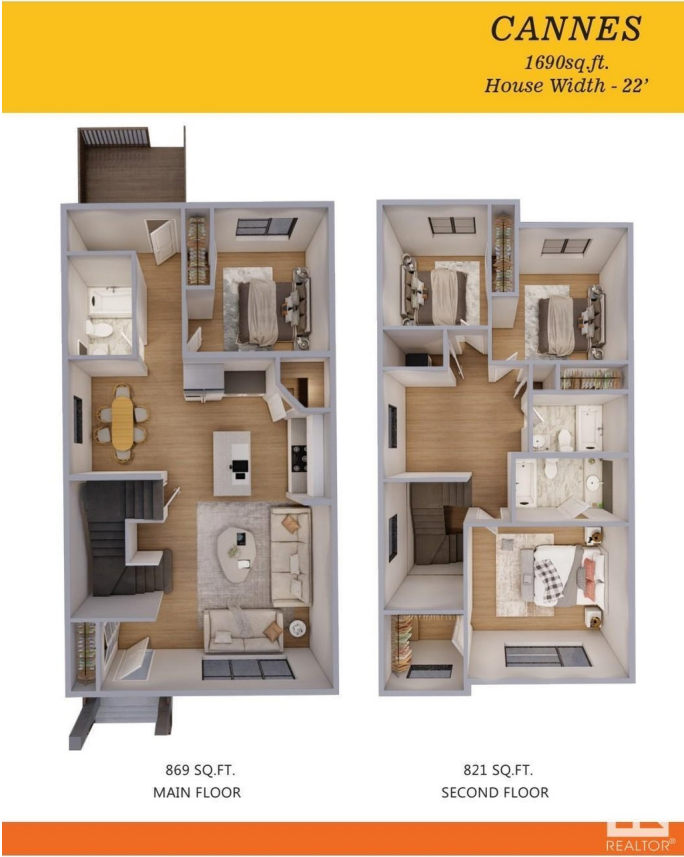 CANNES
1690sq.ft.
House Width - 22'
869 SQ.FT.
MAIN FLOOR
821 SQ.FT.
SECOND FLOOR
REALTOR®